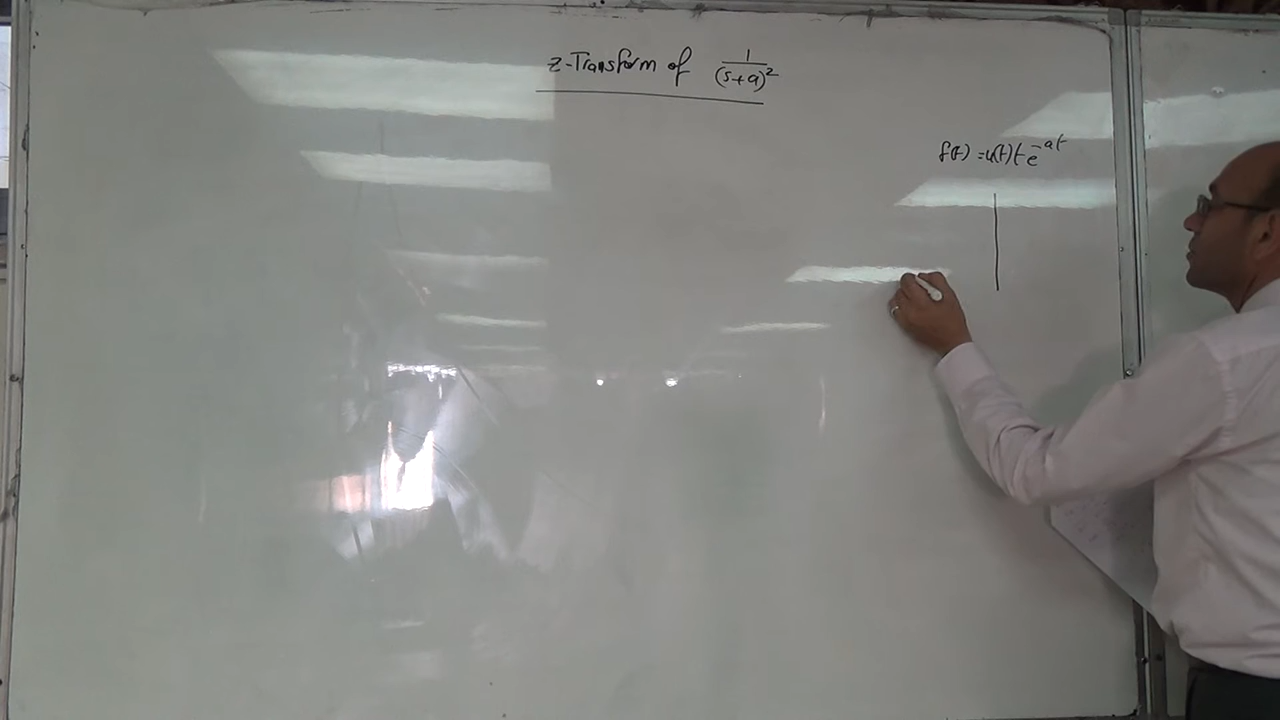 z-Transform of 1/(s+a)²
f(t) = u(t) t e^-at